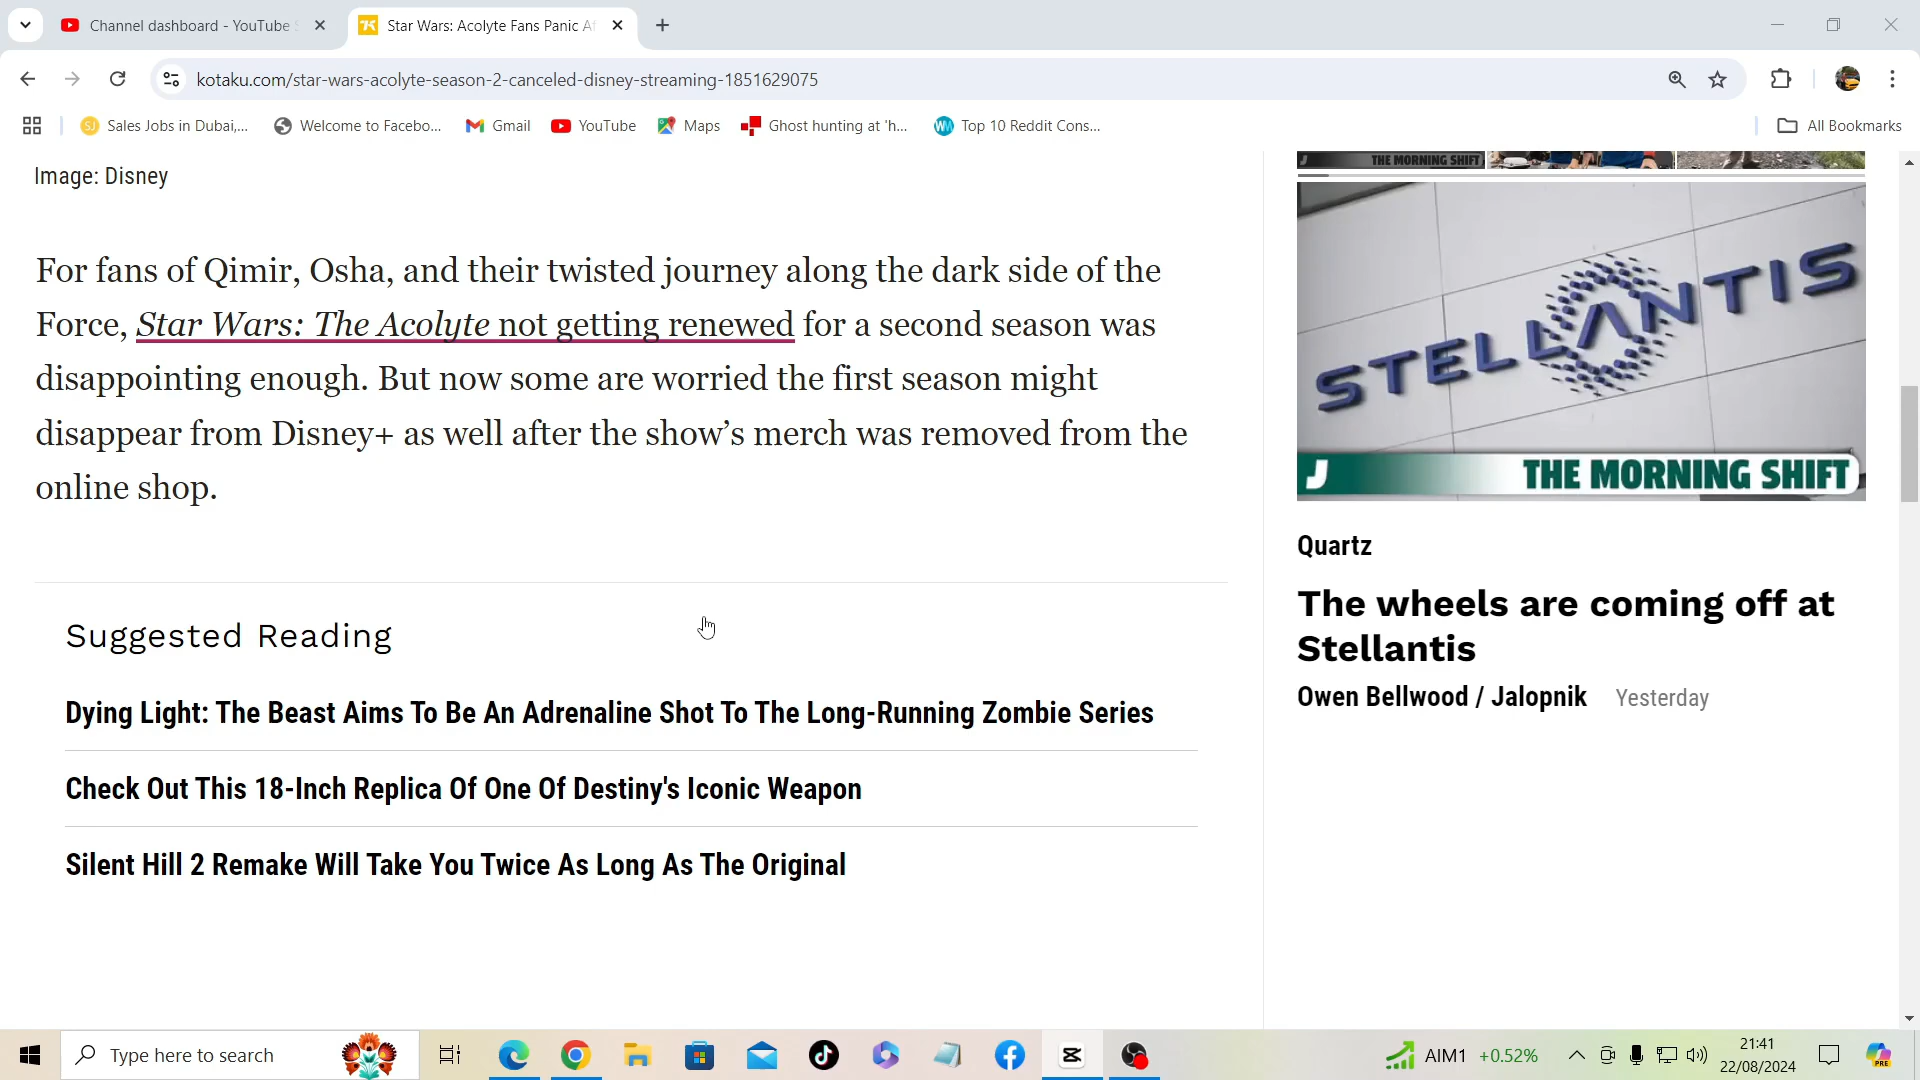 Channel dashboard - YouTube S
Star Wars: Acolyte Fans Panic Af
kotaku.com/star-wars-acolyte-season-2-canceled-disney-streaming-1851629075
Sales Jobs in Dubai,...
Welcome to Facebo...
Gmail
YouTube
Maps
Ghost hunting at 'h...
Top 10 Reddit Cons...
All Bookmarks
Image: Disney
For fans of Qimir, Osha, and their twisted journey along the dark side of the
Force, Star Wars: The Acolyte not getting renewed for a second season was
disappointing enough. But now some are worried the first season might
disappear from Disney+ as well after the show’s merch was removed from the
online shop.
Suggested Reading
Dying Light: The Beast Aims To Be An Adrenaline Shot To The Long-Running Zombie Series
Check Out This 18-Inch Replica Of One Of Destiny's Iconic Weapon
Silent Hill 2 Remake Will Take You Twice As Long As The Original
J THE MORNING SHIFT
STELLANTIS
J THE MORNING SHIFT
Quartz
The wheels are coming off at
Stellantis
Owen Bellwood / Jalopnik Yesterday
Type here to search
AIM1 +0.52%
21:41
22/08/2024
PRE